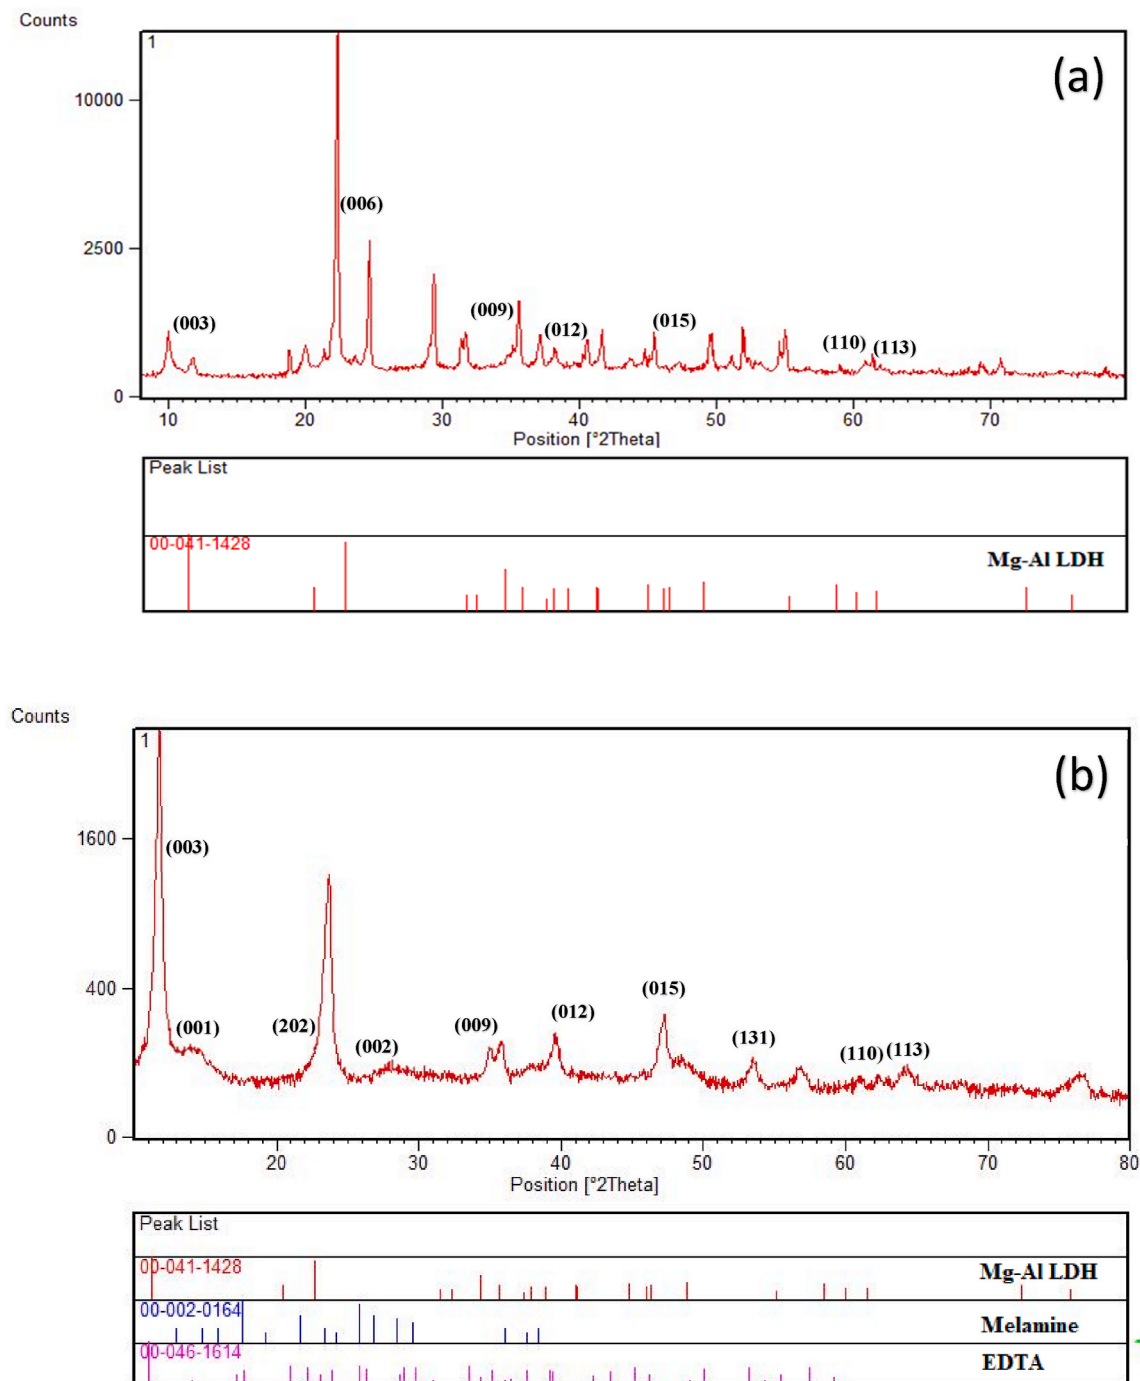 Counts
1
(a)
10000
(006)
2500
(003)
(009)
(012)
(015)
(110)
(113)
0
10 20 30 40 50 60 70
Position [°2Theta]
Peak List
00-041-1428
Mg-Al LDH
Counts
1
(b)
1600
(003)
400
(015)
(001)
(202)
(002)
(009)
(012)
(131)
(110)
(113)
0
20 30 40 50 60 70 80
Position [°2Theta]
Peak List
00-041-1428
Mg-Al LDH
00-002-0164
Melamine
00-046-1614
EDTA